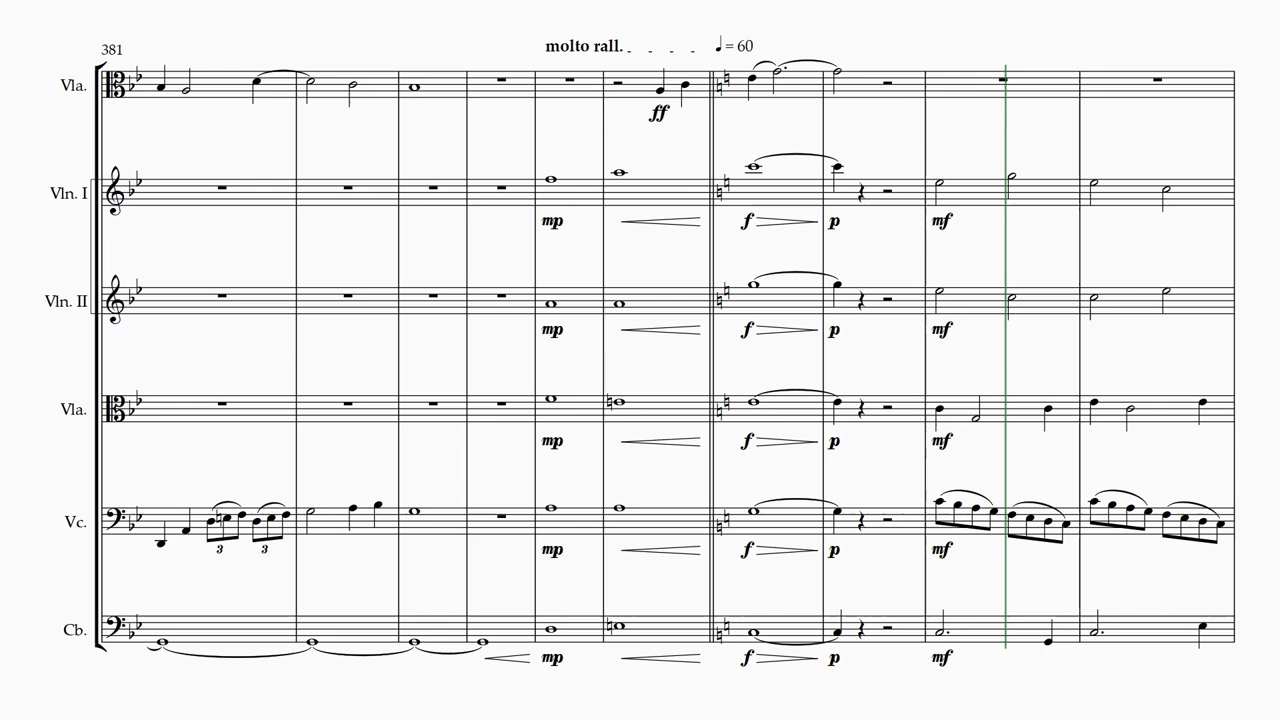 381
molto rall. = 60
Vla.
ff
Vln. I
mp f p mf
Vln. II
mp f p mf
Vla.
mp f p mf
Vc.
3 3 mp f p mf
Cb.
mp f p mf